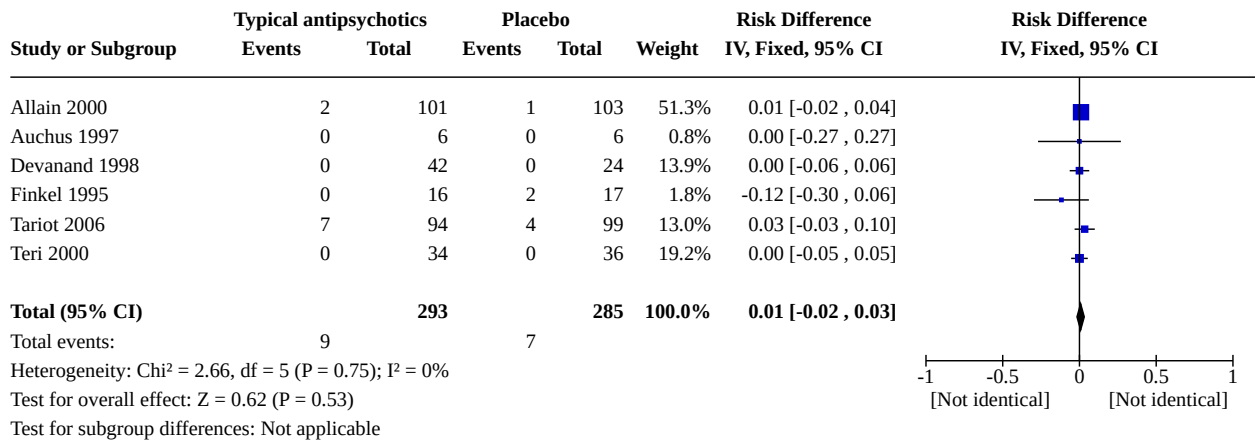 Typical antipsychotics Placebo Risk Difference Risk Difference
Study or Subgroup Events Total Events Total Weight IV, Fixed, 95% CI IV, Fixed, 95% CI
Allain 2000 2 101 1 103 51.3% 0.01 [-0.02 , 0.04]
Auchus 1997 0 6 0 6 0.8% 0.00 [-0.27 , 0.27]
Devanand 1998 0 42 0 24 13.9% 0.00 [-0.06 , 0.06]
Finkel 1995 0 16 2 17 1.8% -0.12 [-0.30 , 0.06]
Tariot 2006 7 94 4 99 13.0% 0.03 [-0.03 , 0.10]
Teri 2000 0 34 0 36 19.2% 0.00 [-0.05 , 0.05]
Total (95% CI) 293 285 100.0% 0.01 [-0.02 , 0.03]
Total events: 9 7
Heterogeneity: Chi² = 2.66, df = 5 (P = 0.75); I² = 0%
Test for overall effect: Z = 0.62 (P = 0.53)
Test for subgroup differences: Not applicable
-1 -0.5 0 0.5 1
[Not identical] [Not identical]